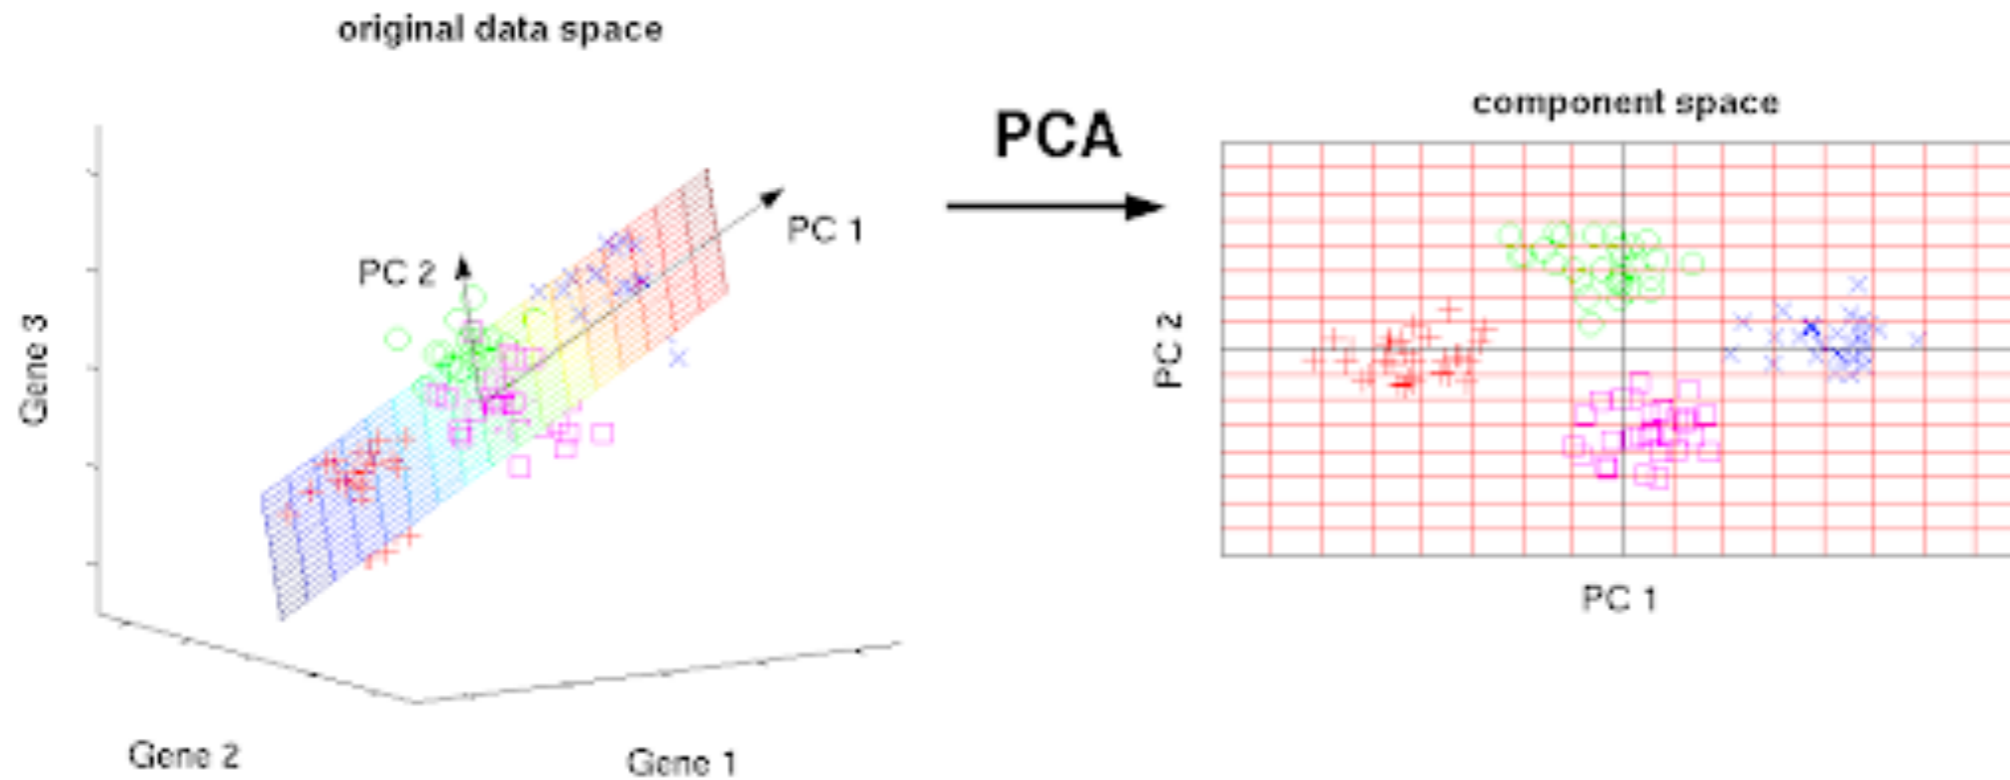 original data space
PCA
component space
PC 1
PC 2
Gene 3
Gene 2
Gene 1
PC 2
PC 1